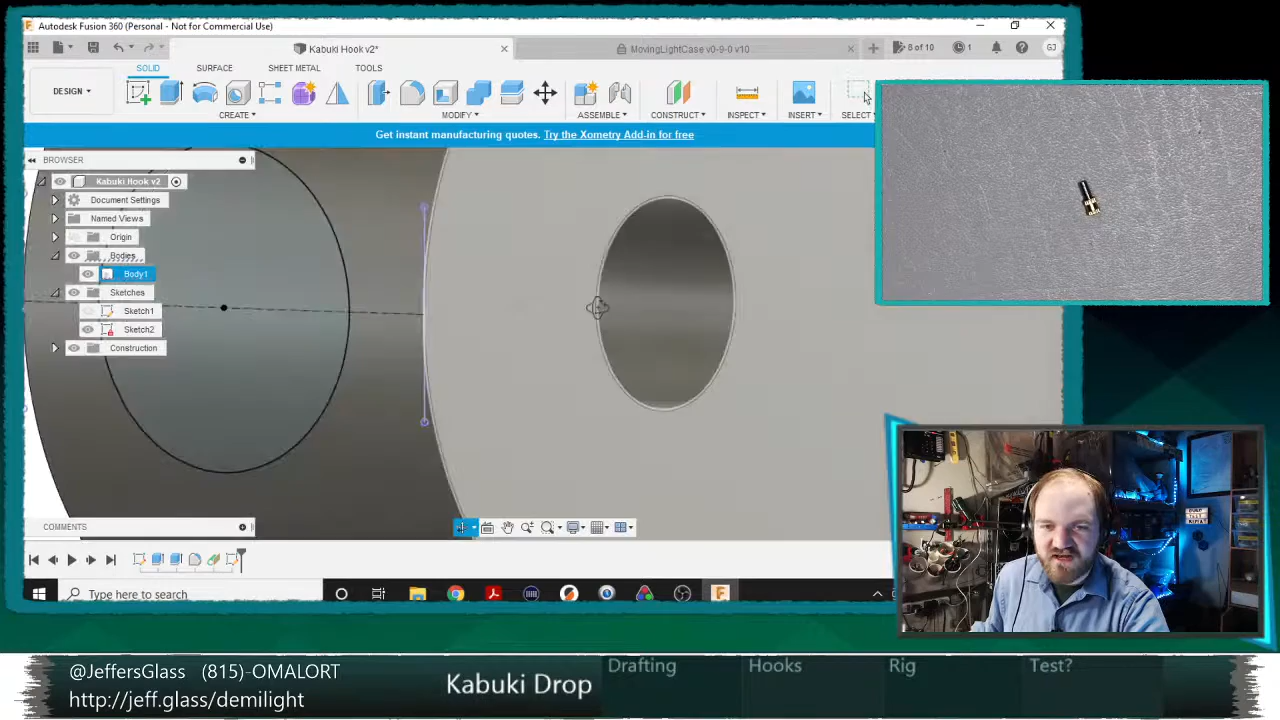 Autodesk Fusion 360 (Personal - Not for Commercial Use)
Kabuki Hook v2*
MovingLightCase v0-9-0 v10
8 of 10
1
GJ
DESIGN
SOLID
SURFACE
SHEET METAL
TOOLS
CREATE
MODIFY
ASSEMBLE
CONSTRUCT
INSPECT
INSERT
SELECT
Get instant manufacturing quotes. Try the Xometry Add-in for free
BROWSER
Kabuki Hook v2
Document Settings
Named Views
Origin
Bodies
Body1
Sketches
Sketch1
Sketch2
Construction
COMMENTS
Type here to search
@JeffersGlass (815)-OMALORT
http://jeff.glass/demilight
Kabuki Drop
Drafting
Hooks
Rig
Test?